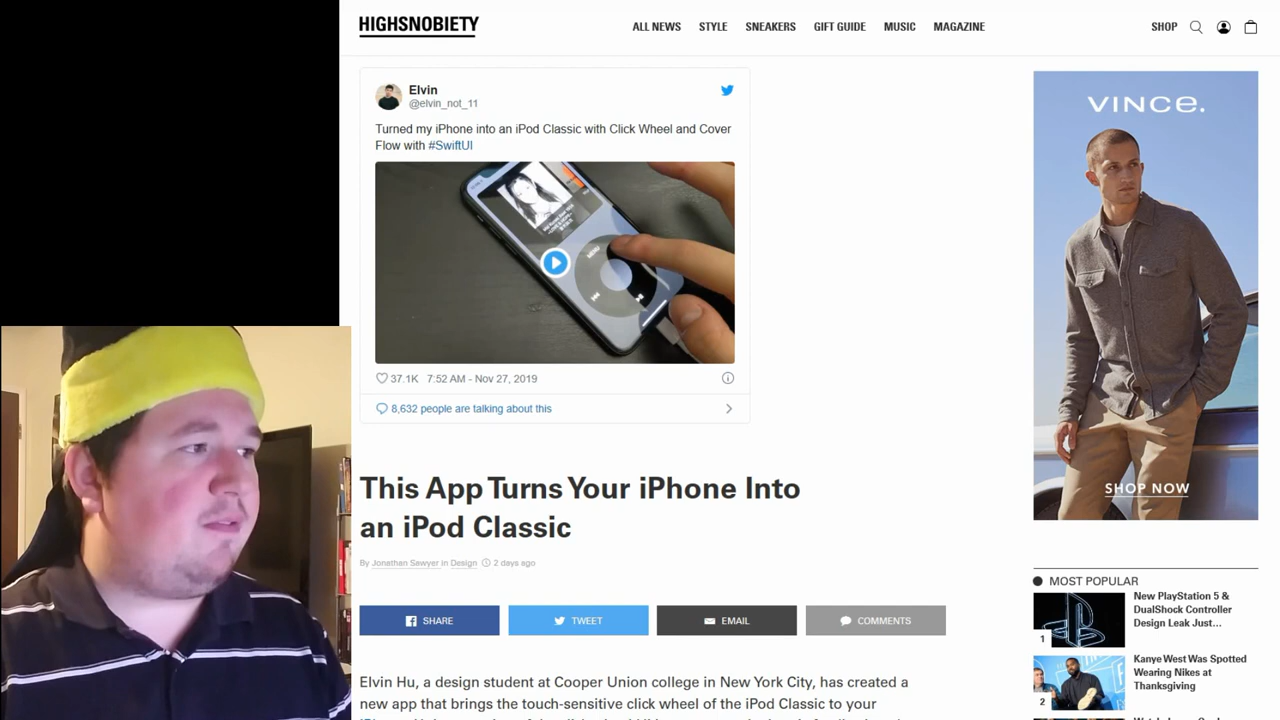 HIGHSNOBIETY
ALL NEWS
STYLE
SNEAKERS
GIFT GUIDE
MUSIC
MAGAZINE
SHOP
Elvin
@elvin_not_11
Turned my iPhone into an iPod Classic with Click Wheel and Cover
Flow with #SwiftUI
MENU
37.1K 7:52 AM - Nov 27, 2019
8,632 people are talking about this
VINCE.
SHOP NOW
This App Turns Your iPhone Into
an iPod Classic
By Jonathan Sawyer in Design 2 days ago
SHARE
TWEET
EMAIL
COMMENTS
Elvin Hu, a design student at Cooper Union college in New York City, has created a
new app that brings the touch-sensitive click wheel of the iPod Classic to your
MOST POPULAR
1
New PlayStation 5 &
DualShock Controller
Design Leak Just...
2
Kanye West Was Spotted
Wearing Nikes at
Thanksgiving